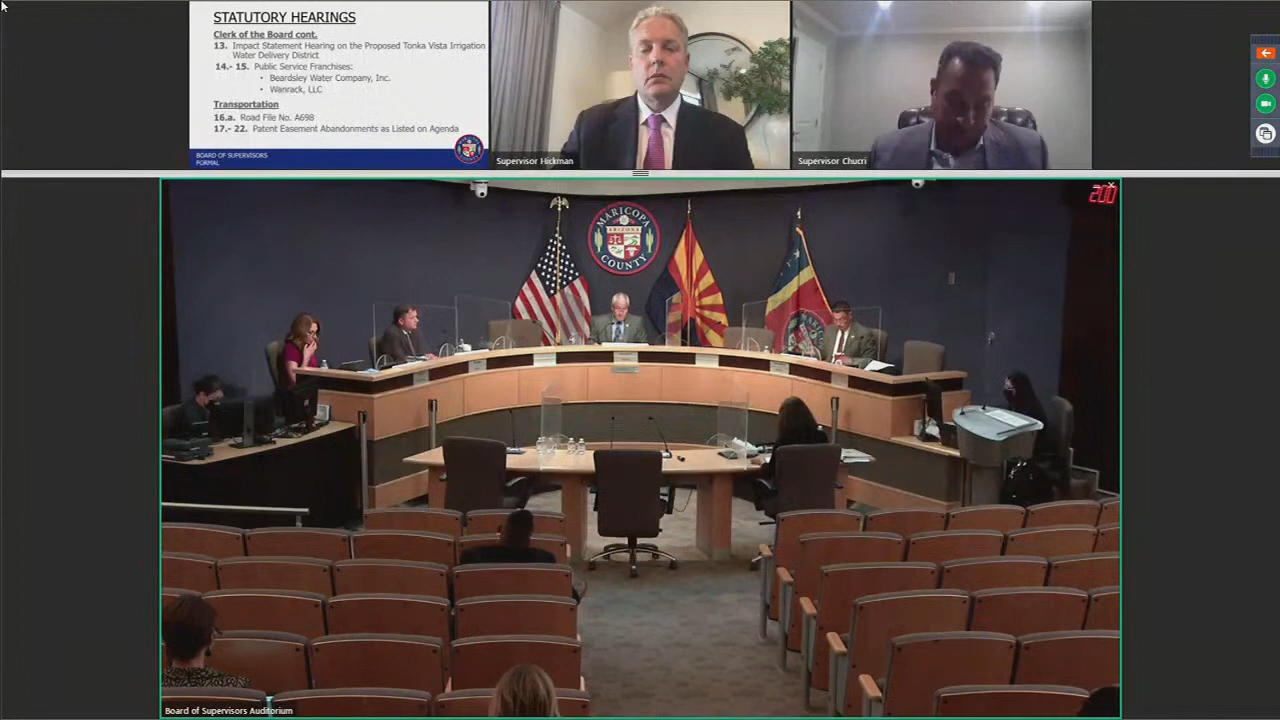 STATUTORY HEARINGS
Clerk of the Board cont.
13. Impact Statement Hearing on the Proposed Tonka Vista Irrigation
Water Delivery District
14.- 15. Public Service Franchises:
• Beardsley Water Company, Inc.
• Wanrack, LLC
Transportation
16.a. Road File No. A698
17.- 22. Patent Easement Abandonments as Listed on Agenda
BOARD OF SUPERVISORS
FORMAL
Supervisor Hickman
Supervisor Chucri
200
MARICOPA
ARIZONA
COUNTY
Board of Supervisors Auditorium